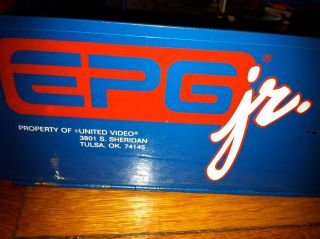 EPG jr.®
PROPERTY OF ®UNITED VIDEO®
3801 S. SHERIDAN
TULSA, OK. 74145